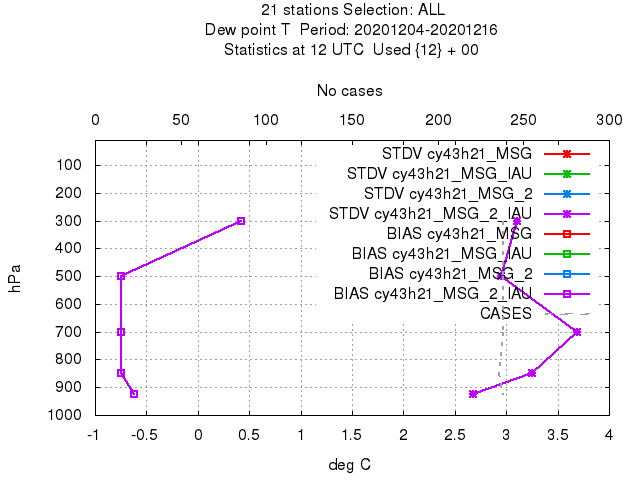 21 stations Selection: ALL
Dew point T  Period: 20201204-20201216
Statistics at 12 UTC  Used {12} + 00
No cases
0 50 100 150 200 250 300
STDV cy43h21_MSG
STDV cy43h21_MSG_IAU
STDV cy43h21_MSG_2
STDV cy43h21_MSG_2_IAU
BIAS cy43h21_MSG
BIAS cy43h21_MSG_IAU
BIAS cy43h21_MSG_2
BIAS cy43h21_MSG_2_IAU
CASES
hPa
100
200
300
400
500
600
700
800
900
1000
-1 -0.5 0 0.5 1 1.5 2 2.5 3 3.5 4
deg C